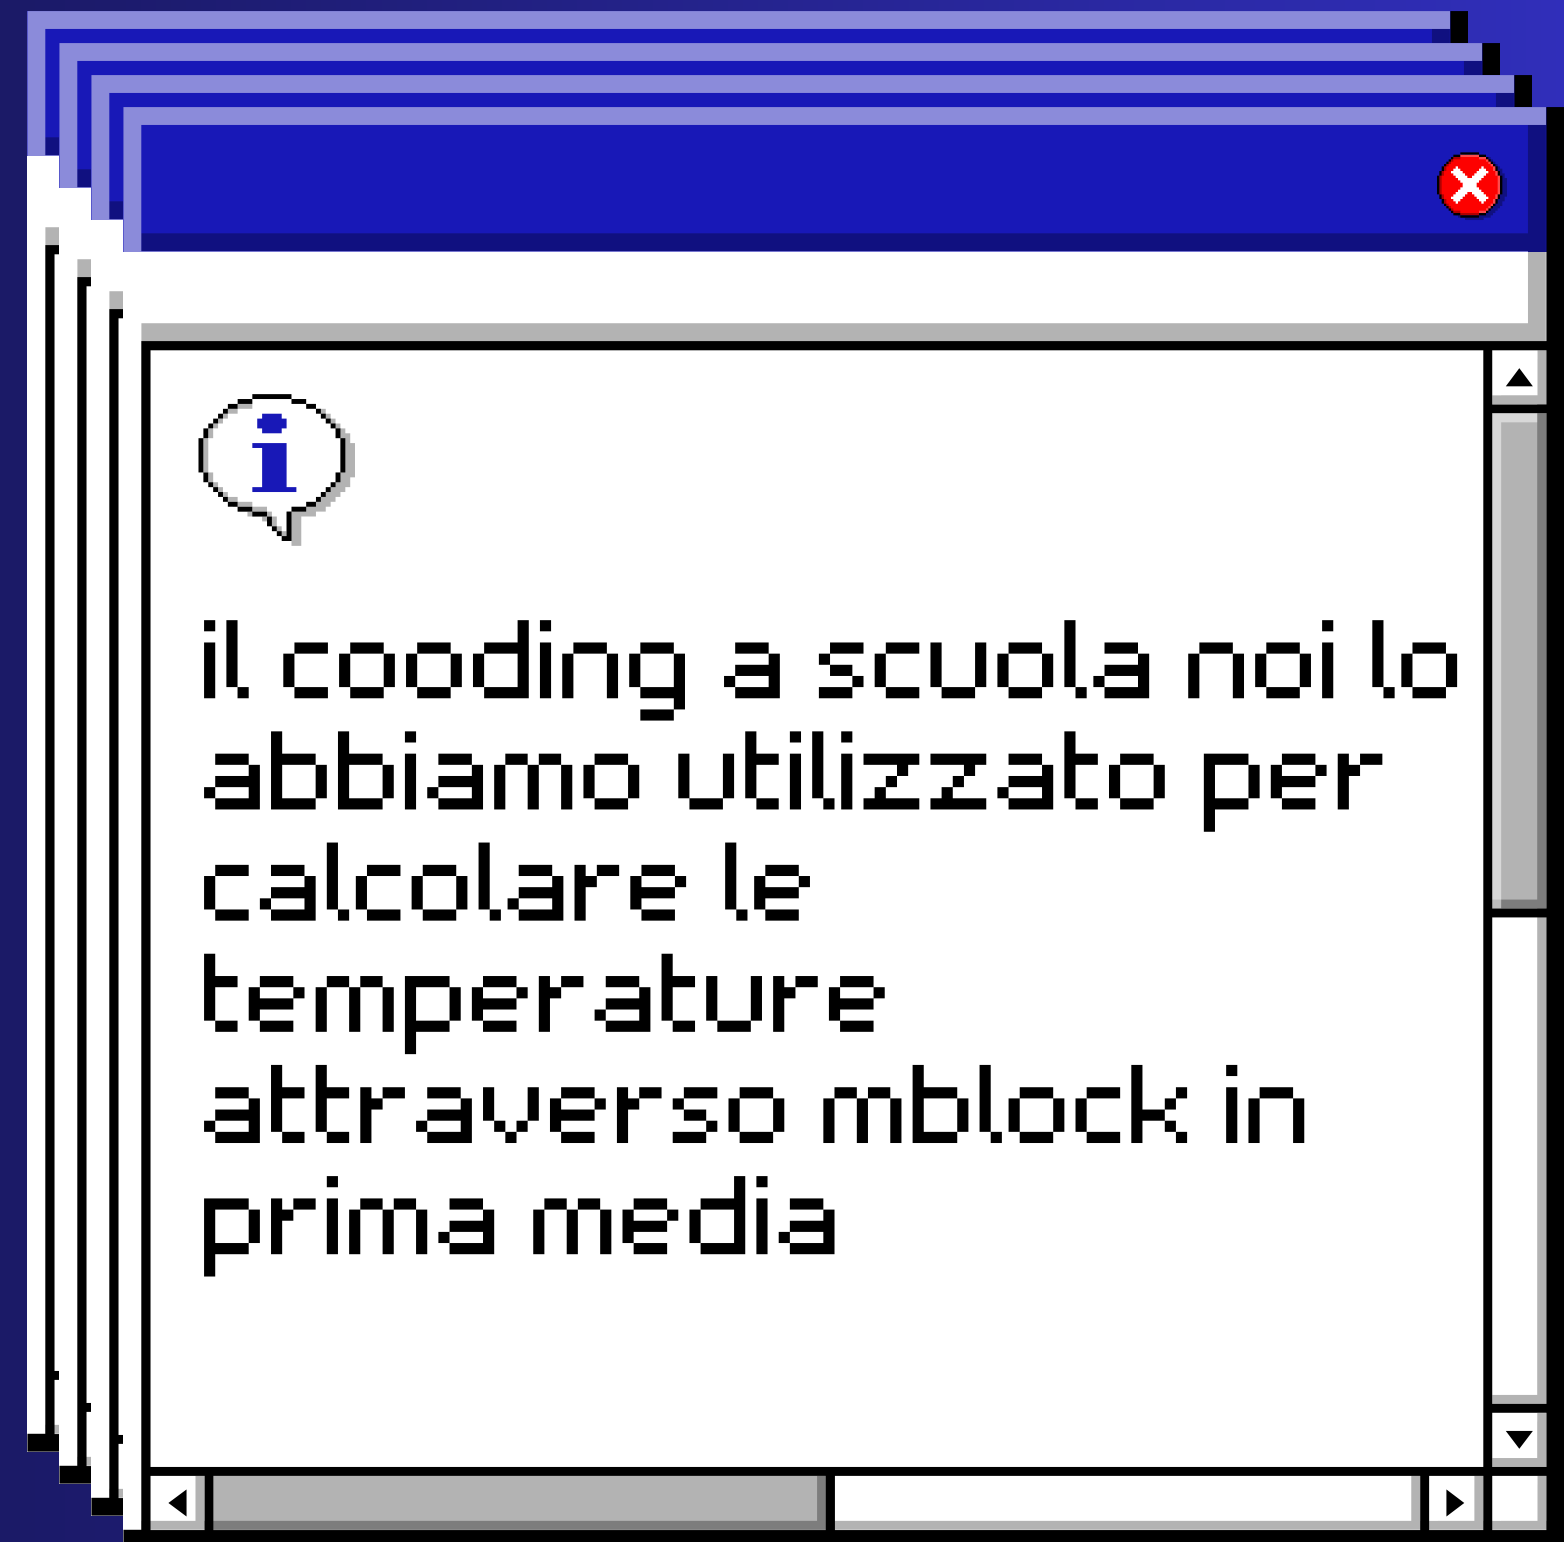 il cooding a scuola noi lo
abbiamo utilizzato per
calcolare le
temperature
attraverso mblock in
prima media